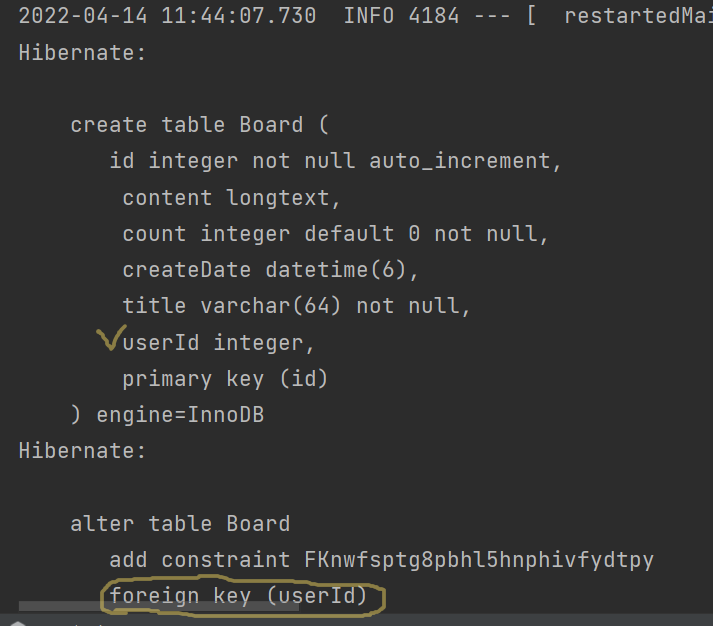 2022-04-14 11:44:07.730  INFO 4184 --- [  restartedMai
Hibernate:
create table Board (
id integer not null auto_increment,
content longtext,
count integer default 0 not null,
createDate datetime(6),
title varchar(64) not null,
userId integer,
primary key (id)
) engine=InnoDB
Hibernate:
alter table Board
add constraint FKnwfsptg8pbhl5hnphivfydtpy
foreign key (userId)